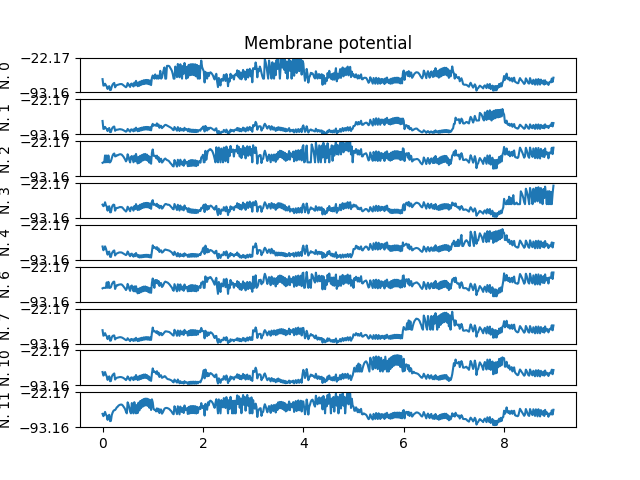 Membrane potential
−22.17
N. 0
−93.16
−22.17
N. 1
−93.16
−22.17
N. 2
−93.16
−22.17
N. 3
−93.16
−22.17
N. 4
−93.16
−22.17
N. 6
−93.16
−22.17
N. 7
−93.16
−22.17
N. 10
−93.16
−22.17
N. 11
−93.16
0 2 4 6 8